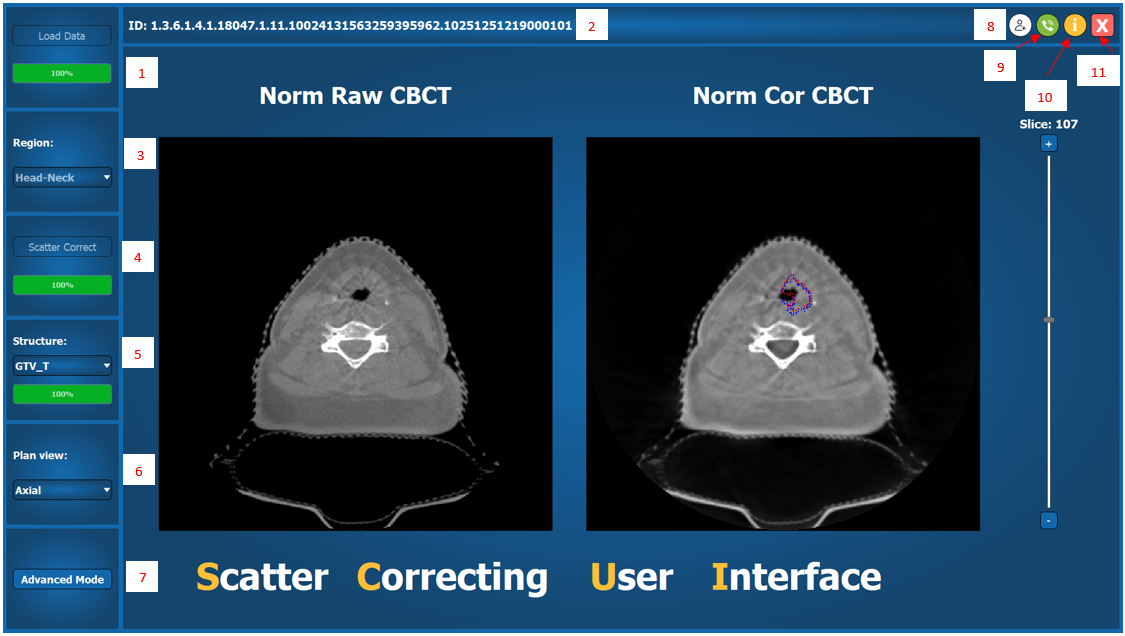 Load Data
100%
ID: 1.3.6.1.4.1.18047.1.11.10024131563259395962.10251251219000101
2
8
i
X
9
10
11
1
Norm Raw CBCT
Norm Cor CBCT
Slice: 107
+
-
Region:
Head-Neck
3
Scatter Correct
100%
4
Structure:
GTV_T
100%
5
Plan view:
Axial
6
Advanced Mode
7
Scatter Correcting User Interface